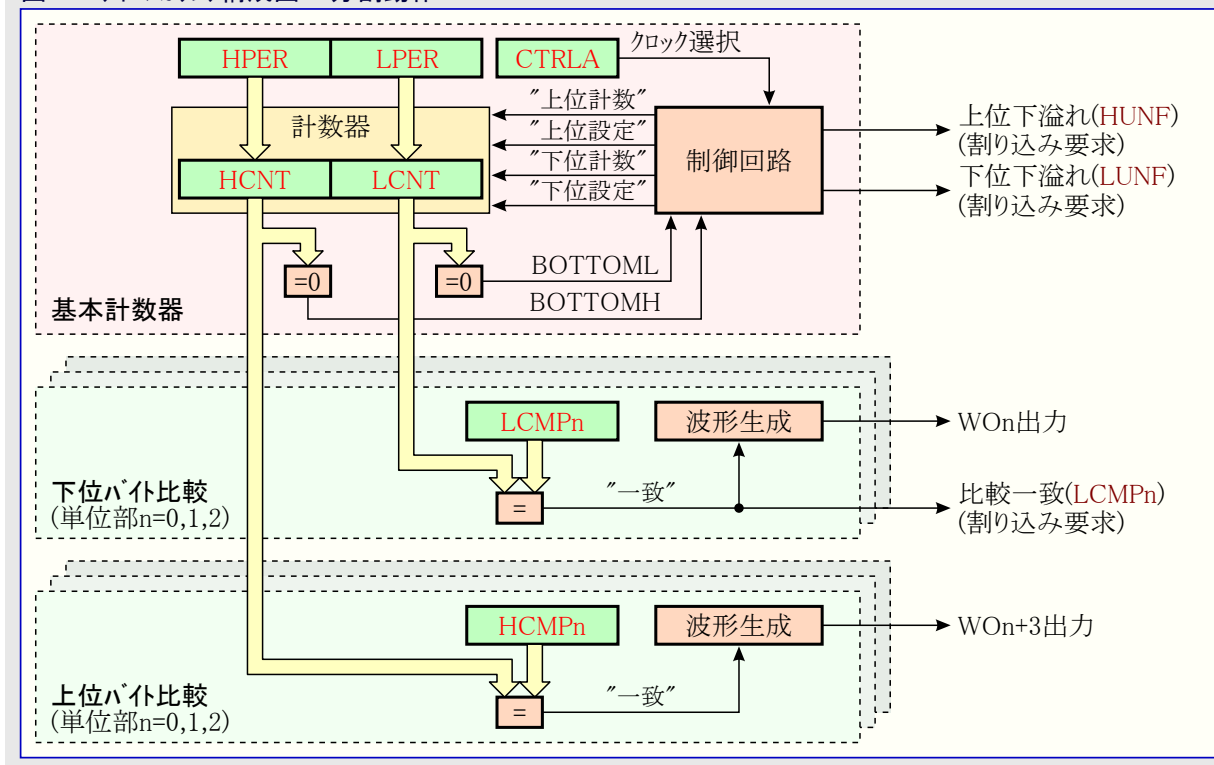 HPER LPER CTRLA クロック選択
計数器
"上位計数"
"上位設定"
"下位計数"
"下位設定"
制御回路
上位下溢れ(HUNF)
(割り込み要求)
下位下溢れ(LUNF)
(割り込み要求)
HCNT LCNT
=0 =0
BOTTOML
BOTTOMH
基本計数器
LCMPn 波形生成 WOn出力
下位バイト比較
(単位部n=0,1,2)
= "一致"
比較一致(LCMPn)
(割り込み要求)
HCMPn 波形生成 WOn+3出力
上位バイト比較
(単位部n=0,1,2)
= "一致"